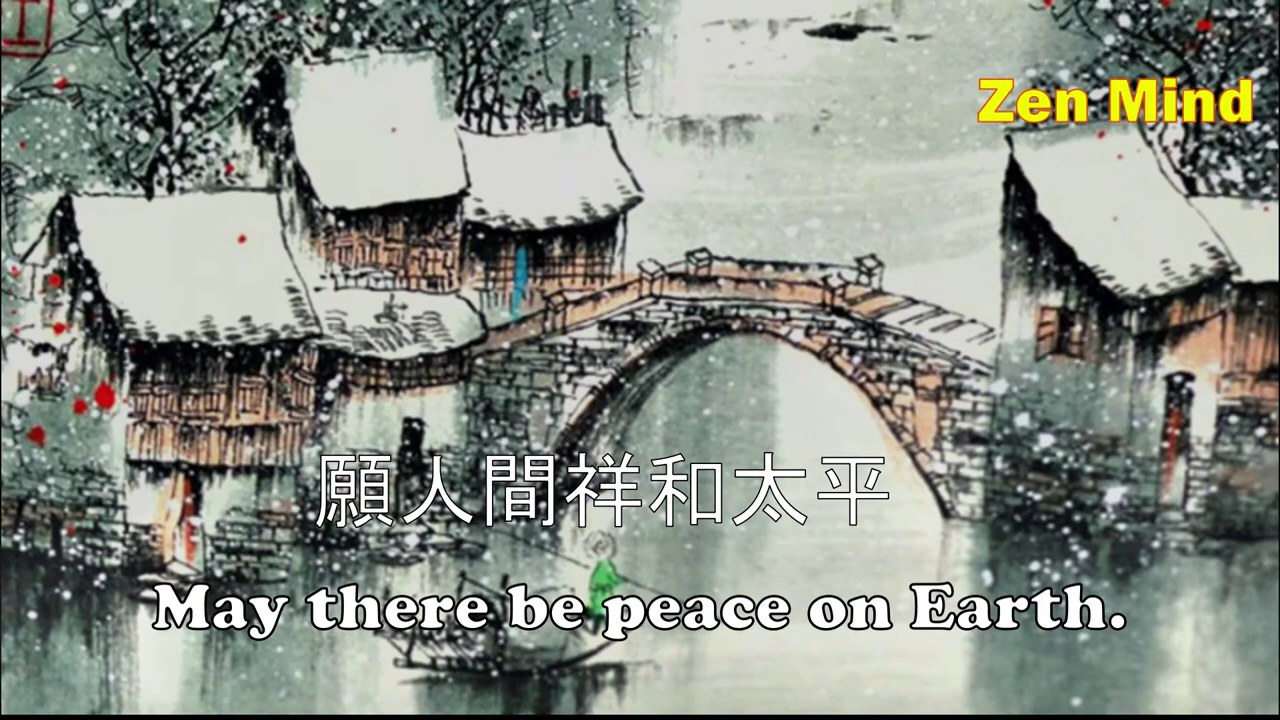 Zen Mind
願人間祥和太平
May there be peace on Earth.